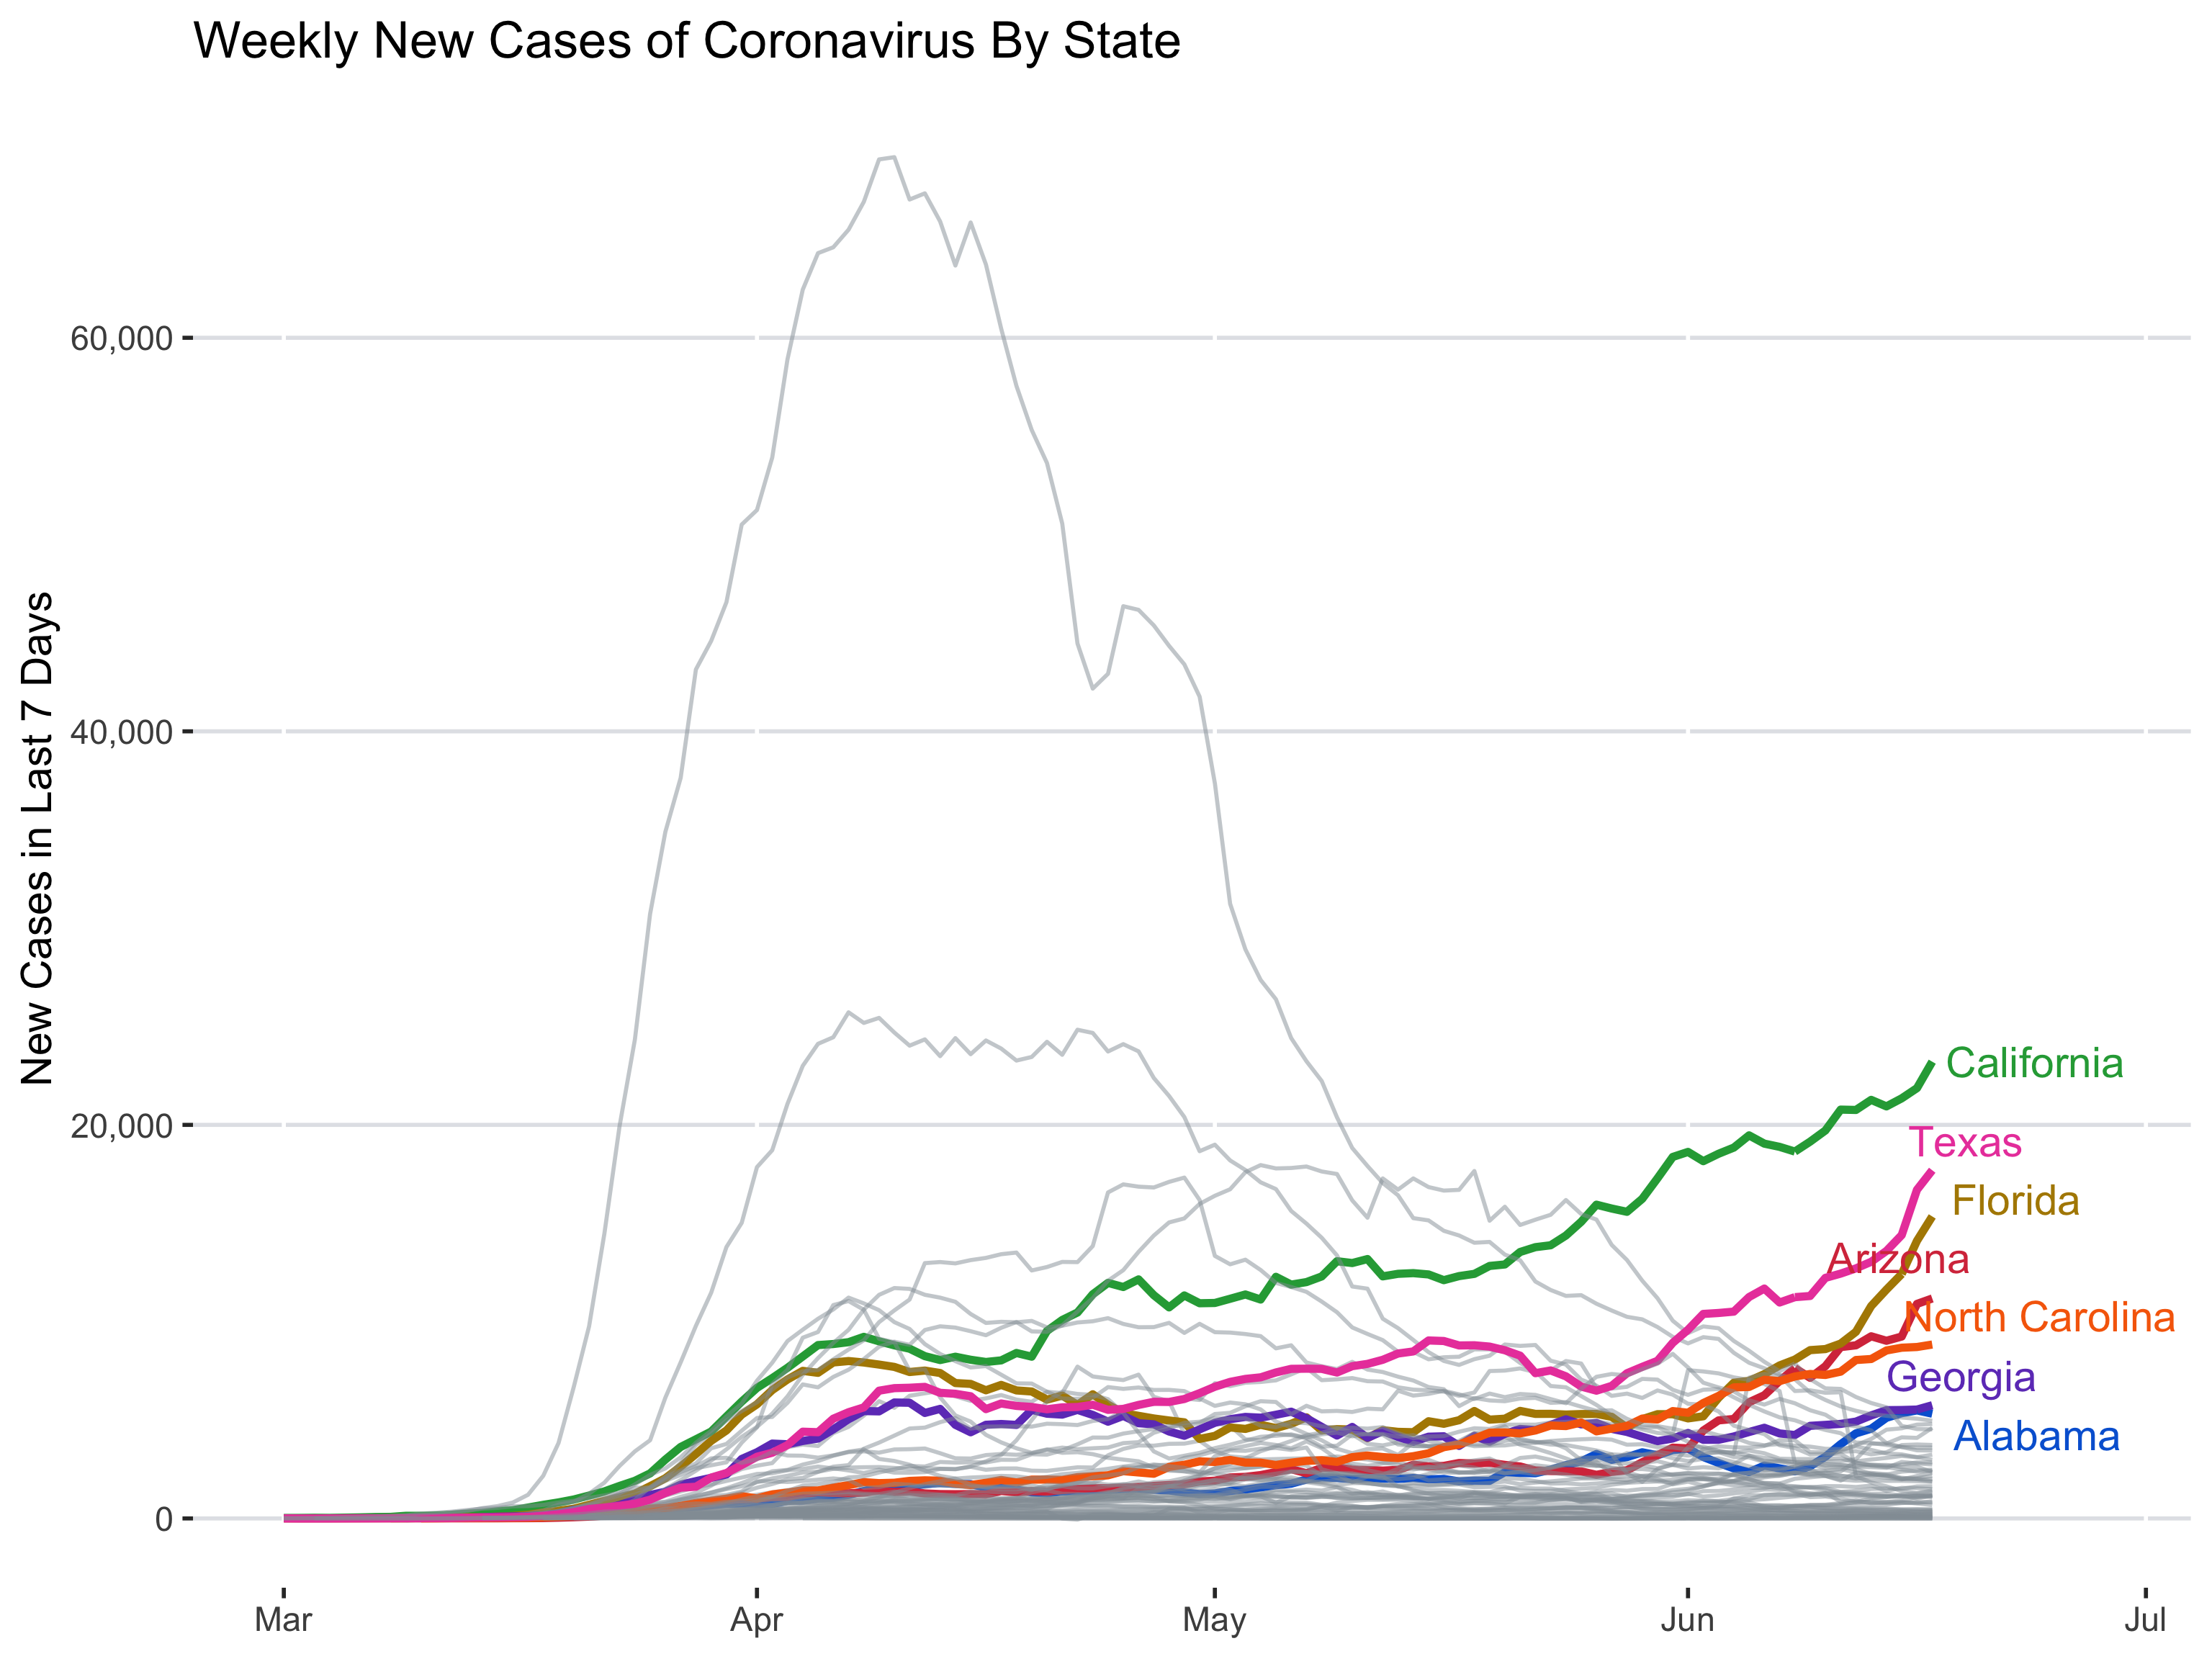 Weekly New Cases of Coronavirus By State
New Cases in Last 7 Days
60,000
40,000
20,000
0
California
Texas
Florida
Arizona
North Carolina
Georgia
Alabama
Mar
Apr
May
Jun
Jul